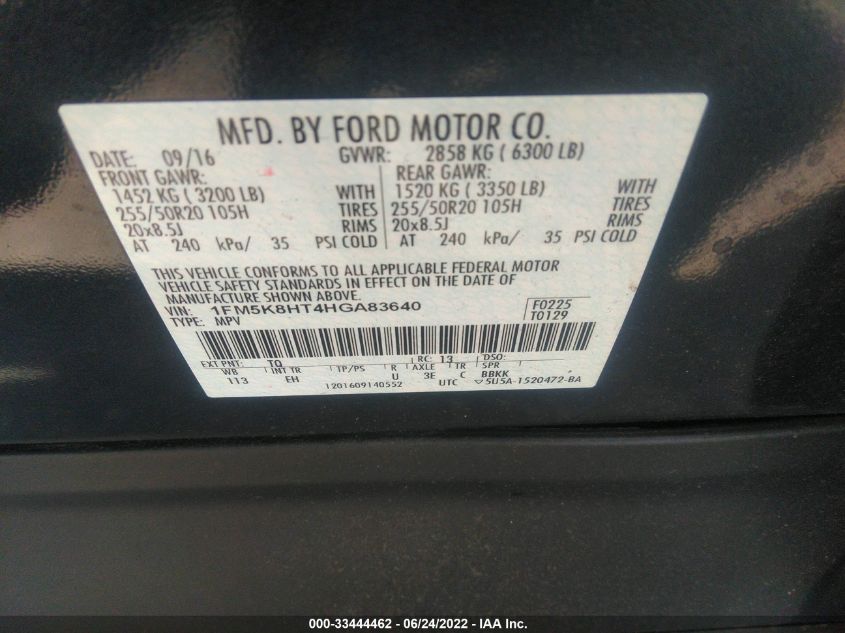 MFD. BY FORD MOTOR CO.
DATE: 09/16 GVWR: 2858 KG ( 6300 LB)
FRONT GAWR: REAR GAWR:
1452 KG ( 3200 LB) WITH 1520 KG ( 3350 LB) WITH
255/50R20 105H TIRES 255/50R20 105H TIRES
20x8.5J RIMS 20x8.5J RIMS
AT 240 kPa/ 35 PSI COLD AT 240 kPa/ 35 PSI COLD
THIS VEHICLE CONFORMS TO ALL APPLICABLE FEDERAL MOTOR
VEHICLE SAFETY STANDARDS IN EFFECT ON THE DATE OF
MANUFACTURE SHOWN ABOVE.
VIN: 1FM5K8HT4HGA83640 F0225
TYPE: MPV T0129
EXT PNT: TQ RC: 13 DSO:
WB INT TR TP/PS R AXLE TR SPR
113 EH U 3E C BBKK
1201609140552 UTC 5U5A-1520472-BA
000-33444462 - 06/24/2022 - IAA Inc.